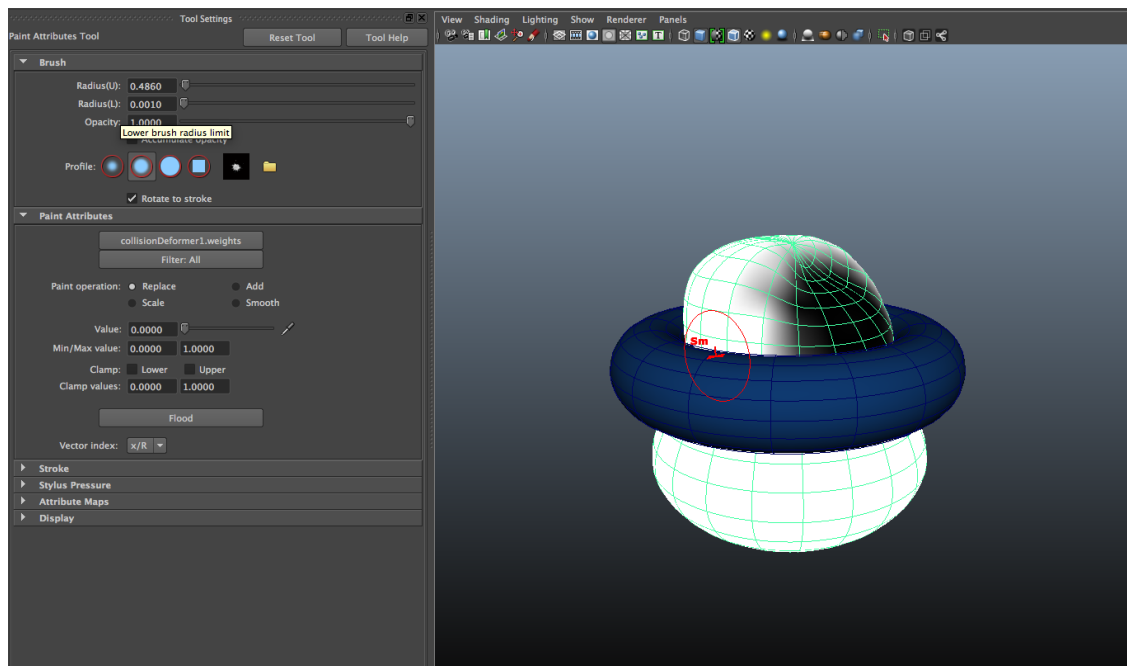 Tool Settings
View Shading Lighting Show Renderer Panels
Paint Attributes Tool
Reset Tool
Tool Help
Brush
Radius(U): 0.4860
Radius(L): 0.0010
Opacity: 1.0000
Lower brush radius limit
Accumulate opacity
Profile:
Rotate to stroke
Paint Attributes
collisionDeformer1.weights
Filter: All
Paint operation: Replace Add
Scale Smooth
Value: 0.0000
Min/Max value: 0.0000 1.0000
Clamp: Lower Upper
Clamp values: 0.0000 1.0000
Flood
Vector index: x/R
Stroke
Stylus Pressure
Attribute Maps
Display
Sm